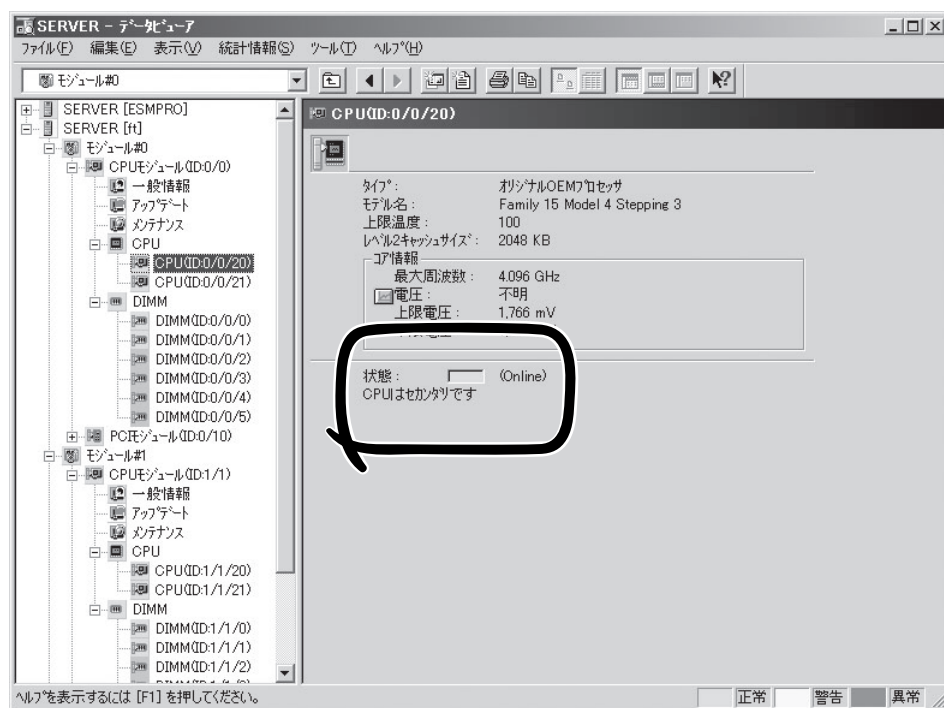 SERVER - データビューア
ファイル(F) 編集(E) 表示(V) 統計情報(S) ツール(T) ヘルプ(H)
モジュール#0
SERVER [ESMPRO]
SERVER [ft]
モジュール#0
CPUモジュール(ID:0/0)
一般情報
アップデート
メンテナンス
CPU
CPU(ID:0/0/20)
CPU(ID:0/0/21)
DIMM
DIMM(ID:0/0/0)
DIMM(ID:0/0/1)
DIMM(ID:0/0/2)
DIMM(ID:0/0/3)
DIMM(ID:0/0/4)
DIMM(ID:0/0/5)
PCIモジュール(ID:0/10)
モジュール#1
CPUモジュール(ID:1/1)
一般情報
アップデート
メンテナンス
CPU
CPU(ID:1/1/20)
CPU(ID:1/1/21)
DIMM
DIMM(ID:1/1/0)
DIMM(ID:1/1/1)
DIMM(ID:1/1/2)
CPU(ID:0/0/20)
タイプ: オリジナルOEMプロセッサ
モデル名: Family 15 Model 4 Stepping 3
上限温度: 100
レベル2キャッシュサイズ: 2048 KB
コア情報
最大周波数: 4.096 GHz
電圧: 不明
上限電圧: 1,766 mV
状態: (Online)
CPUはセカンダリです
ヘルプを表示するには [F1] を押してください。
正常 警告 異常